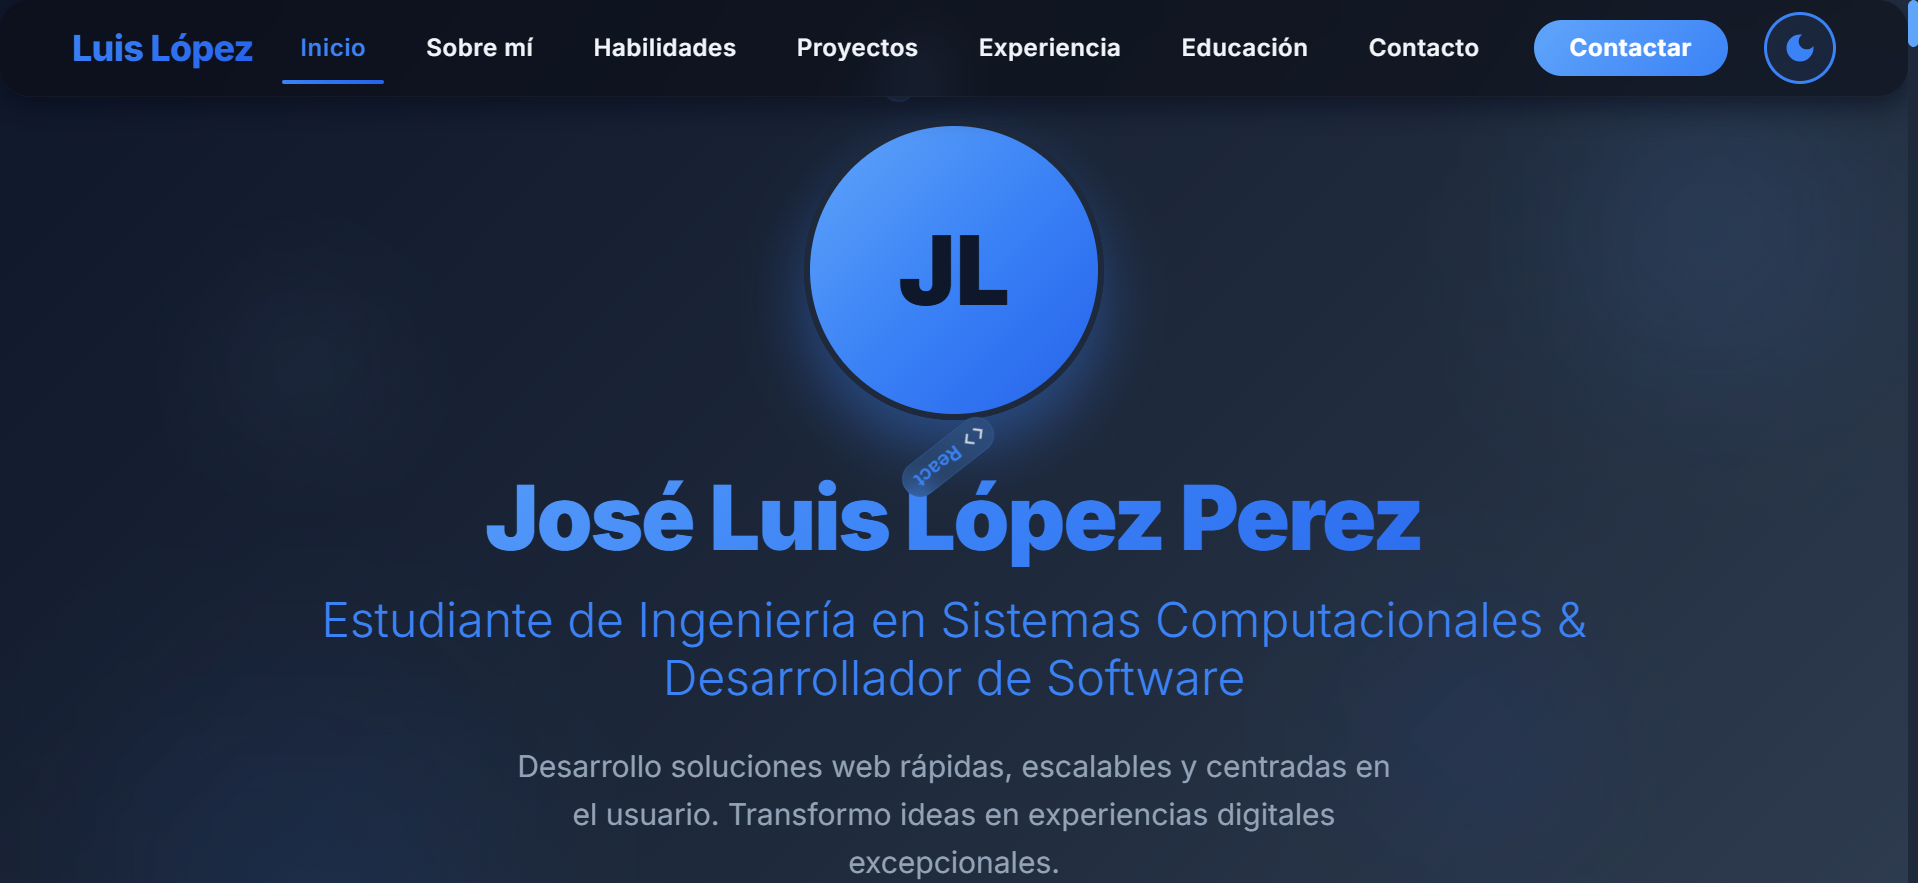 Luis López Inicio Sobre mí Habilidades Proyectos Experiencia Educación Contacto Contactar
JL
React
José Luis López Perez
Estudiante de Ingeniería en Sistemas Computacionales &
Desarrollador de Software
Desarrollo soluciones web rápidas, escalables y centradas en
el usuario. Transformo ideas en experiencias digitales
excepcionales.